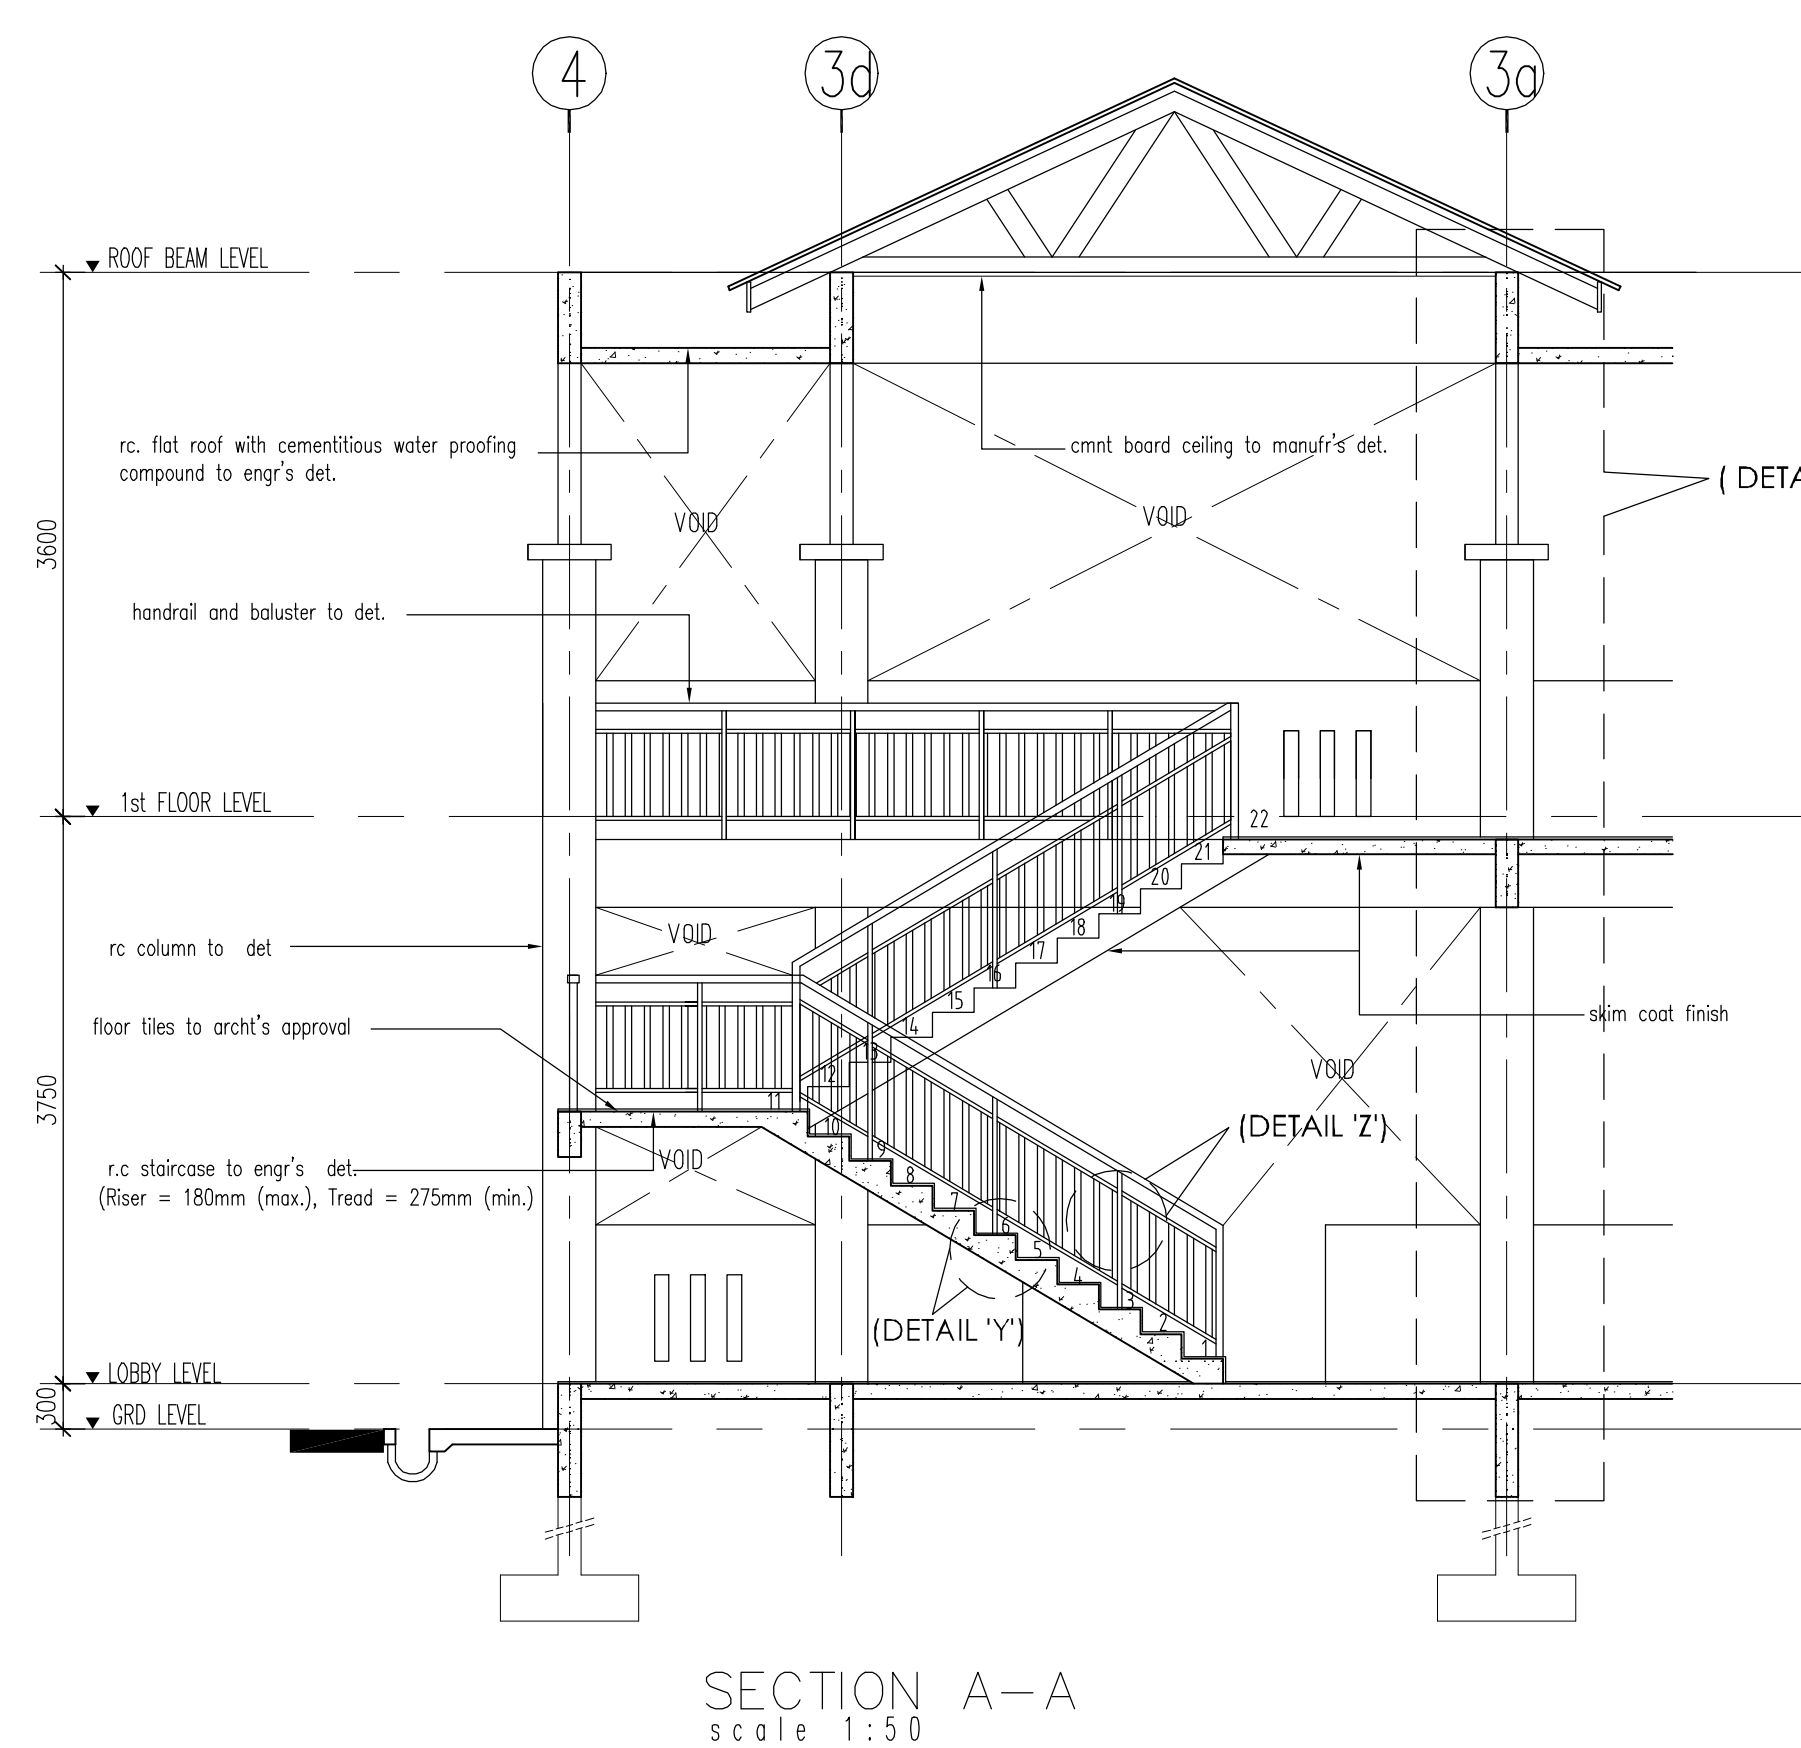 4
3d
3a
ROOF BEAM LEVEL
rc. flat roof with cementitious water proofing
compound to engr's det.
cmnt board ceiling to manufr's det.
( DETA
VOID
VOID
3600
handrail and baluster to det.
1st FLOOR LEVEL
22
21
20
19
18
17
16
15
14
13
12
11
VOID
rc column to det
floor tiles to archt's approval
skim coat finish
VOID
3750
(DETAIL 'Z')
10
9
8
7
6
5
4
3
2
1
VOID
r.c staircase to engr's det.
(Riser = 180mm (max.), Tread = 275mm (min.)
(DETAIL 'Y')
LOBBY LEVEL
300
GRD LEVEL
SECTION A-A
scale 1:50